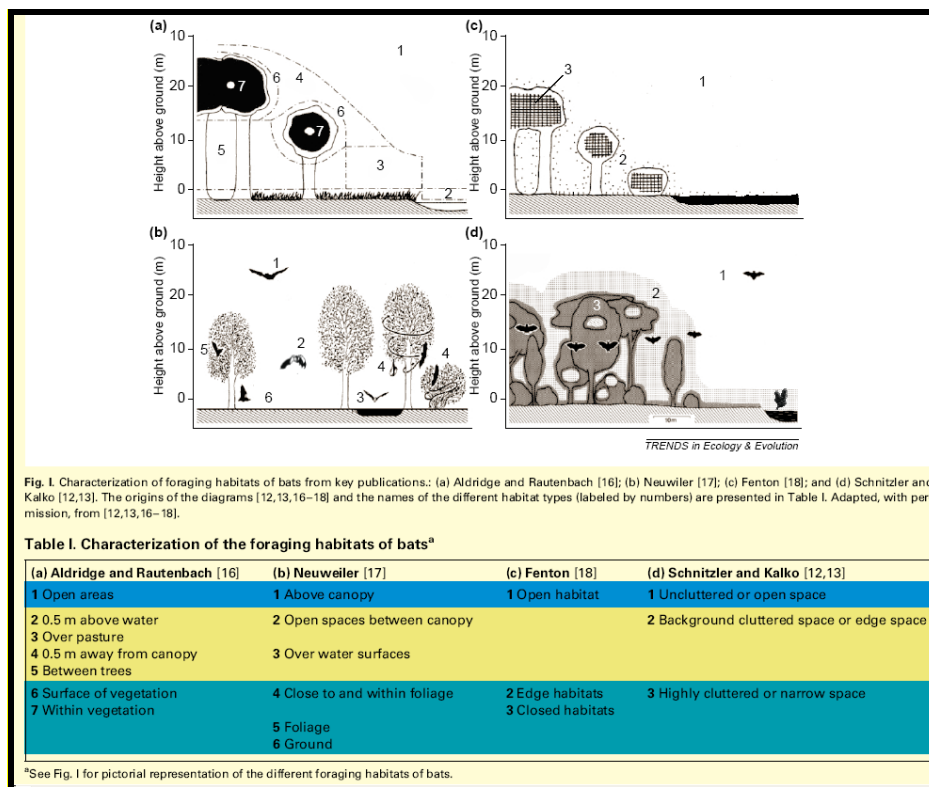 (a)
Height above ground (m)
10
20
10
0
1
6
4
7
6
7
5
3
2
(c)
Height above ground (m)
10
20
10
0
3
1
2
(b)
Height above ground (m)
10
20
10
0
1
5
2
4
4
6
3
(d)
Height above ground (m)
10
20
10
0
1
2
3
10m
TRENDS in Ecology & Evolution
Fig. I. Characterization of foraging habitats of bats from key publications.: (a) Aldridge and Rautenbach [16]; (b) Neuwiler [17]; (c) Fenton [18]; and (d) Schnitzler and
Kalko [12,13]. The origins of the diagrams [12,13,16–18] and the names of the different habitat types (labeled by numbers) are presented in Table I. Adapted, with per
mission, from [12,13,16–18].
Table I. Characterization of the foraging habitats of batsa
(a) Aldridge and Rautenbach [16] (b) Neuweiler [17] (c) Fenton [18] (d) Schnitzler and Kalko [12,13]
1 Open areas 1 Above canopy 1 Open habitat 1 Uncluttered or open space
2 0.5 m above water 2 Open spaces between canopy 2 Background cluttered space or edge space
3 Over pasture
4 0.5 m away from canopy 3 Over water surfaces
5 Between trees
6 Surface of vegetation 4 Close to and within foliage 2 Edge habitats 3 Highly cluttered or narrow space
7 Within vegetation 3 Closed habitats
5 Foliage
6 Ground
aSee Fig. I for pictorial representation of the different foraging habitats of bats.